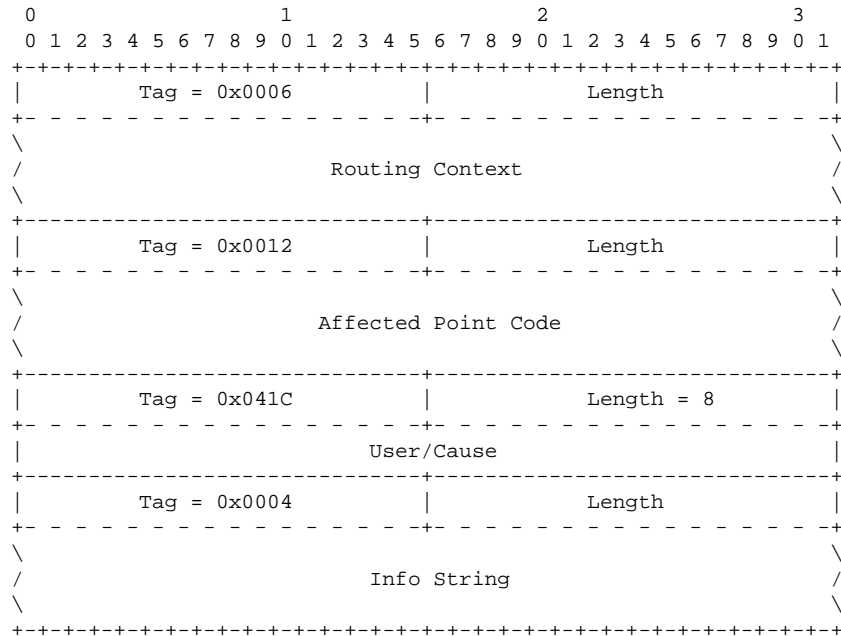 0                   1                   2                   3
 0 1 2 3 4 5 6 7 8 9 0 1 2 3 4 5 6 7 8 9 0 1 2 3 4 5 6 7 8 9 0 1
+-+-+-+-+-+-+-+-+-+-+-+-+-+-+-+-+-+-+-+-+-+-+-+-+-+-+-+-+-+-+-+-+
|         Tag = 0x0006          |            Length             |
+- - - - - - - - - - - - - - - -+- - - - - - - - - - - - - - - -+
\                                                               \
/                        Routing Context                        /
\                                                               \
+-------------------------------+-------------------------------+
|         Tag = 0x0012          |            Length             |
+- - - - - - - - - - - - - - - -+- - - - - - - - - - - - - - - -+
\                                                               \
/                       Affected Point Code                     /
\                                                               \
+-------------------------------+-------------------------------+
|         Tag = 0x041C          |            Length = 8         |
+- - - - - - - - - - - - - - - -+- - - - - - - - - - - - - - - -+
|                           User/Cause                          |
+-------------------------------+-------------------------------+
|         Tag = 0x0004          |            Length             |
+- - - - - - - - - - - - - - - -+- - - - - - - - - - - - - - - -+
\                                                               \
/                           Info String                         /
\                                                               \
+-+-+-+-+-+-+-+-+-+-+-+-+-+-+-+-+-+-+-+-+-+-+-+-+-+-+-+-+-+-+-+-+